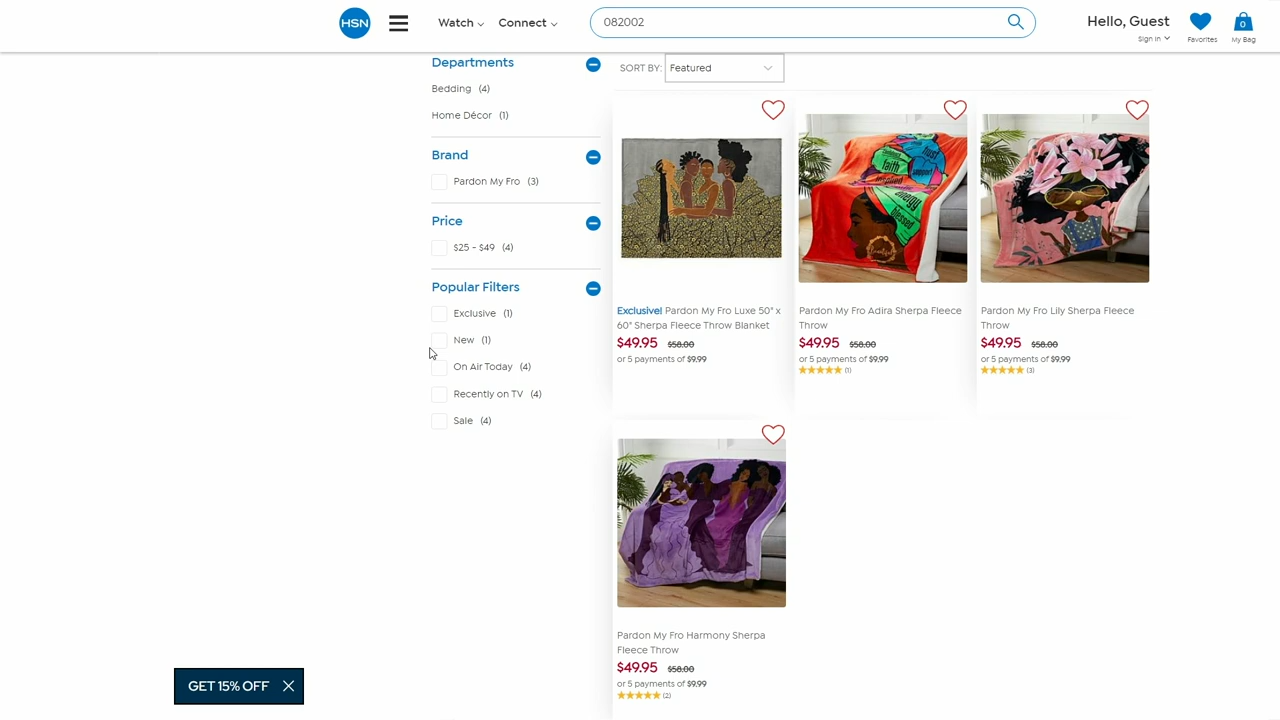 HSN
Watch
Connect
082002
Hello, Guest
Sign in
Favorites
0
My Bag
Departments
Bedding (4)
Home Décor (1)
Brand
Pardon My Fro (3)
Price
$25 - $49 (4)
Popular Filters
Exclusive (1)
New (1)
On Air Today (4)
Recently on TV (4)
Sale (4)
SORT BY: Featured
Exclusive! Pardon My Fro Luxe 50" x
60" Sherpa Fleece Throw Blanket
$49.95 $58.00
or 5 payments of $9.99
faith
trust
support
energy
blessed
Pardon My Fro Adira Sherpa Fleece
Throw
$49.95 $58.00
or 5 payments of $9.99
(1)
Pardon My Fro Lily Sherpa Fleece
Throw
$49.95 $58.00
or 5 payments of $9.99
(3)
Pardon My Fro Harmony Sherpa
Fleece Throw
$49.95 $58.00
or 5 payments of $9.99
(2)
GET 15% OFF